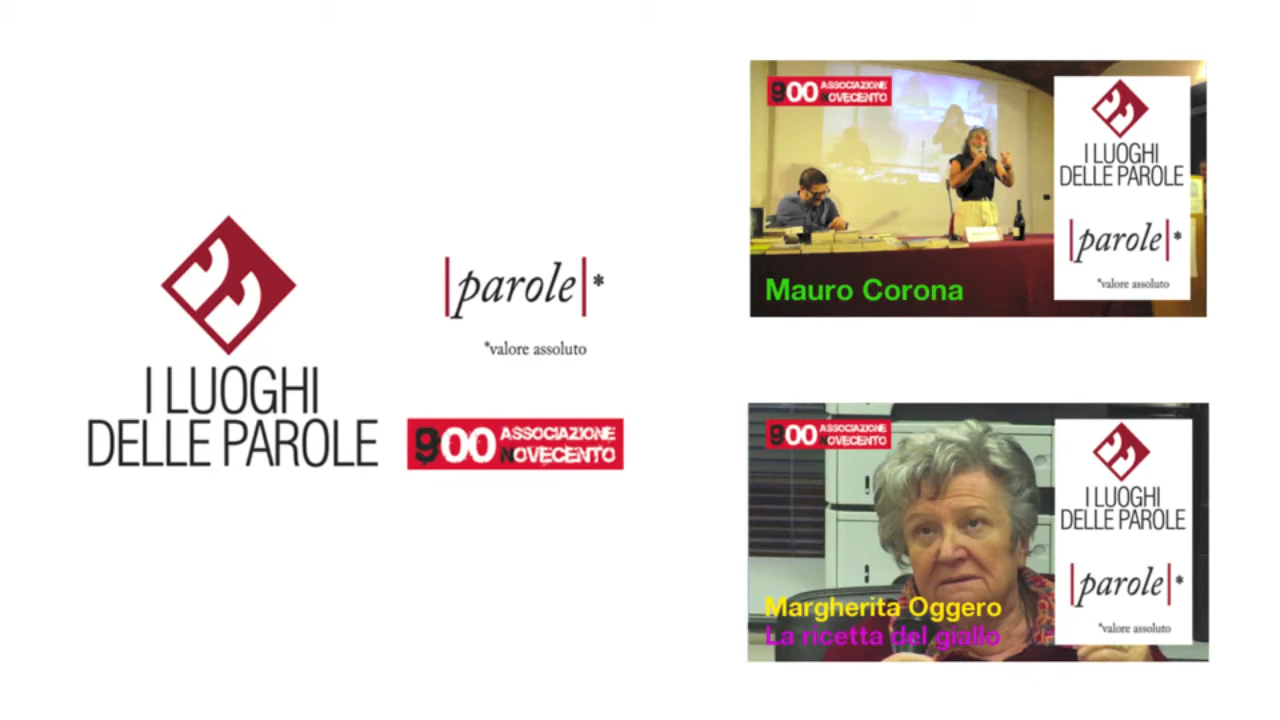 I LUOGHI
DELLE PAROLE
|parole|*
*valore assoluto
900 ASSOCIAZIONE
NOVECENTO
900 ASSOCIAZIONE
NOVECENTO
I LUOGHI
DELLE PAROLE
|parole|*
*valore assoluto
Mauro Corona
900 ASSOCIAZIONE
NOVECENTO
I LUOGHI
DELLE PAROLE
|parole|*
*valore assoluto
Margherita Oggero
La ricetta del giallo